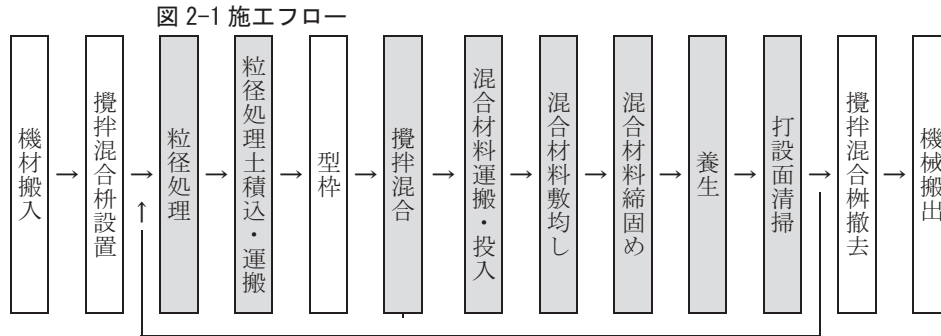 図 2-1 施工フロー
機材搬入
→
攪拌混合枡設置
→
↑
粒径処理
→
粒径処理土積込・運搬
→
型枠
→
攪拌混合
→
混合材料運搬・投入
→
混合材料敷均し
→
混合材料締固め
→
養生
→
打設面清掃
→
攪拌混合桝撤去
→
機械搬出